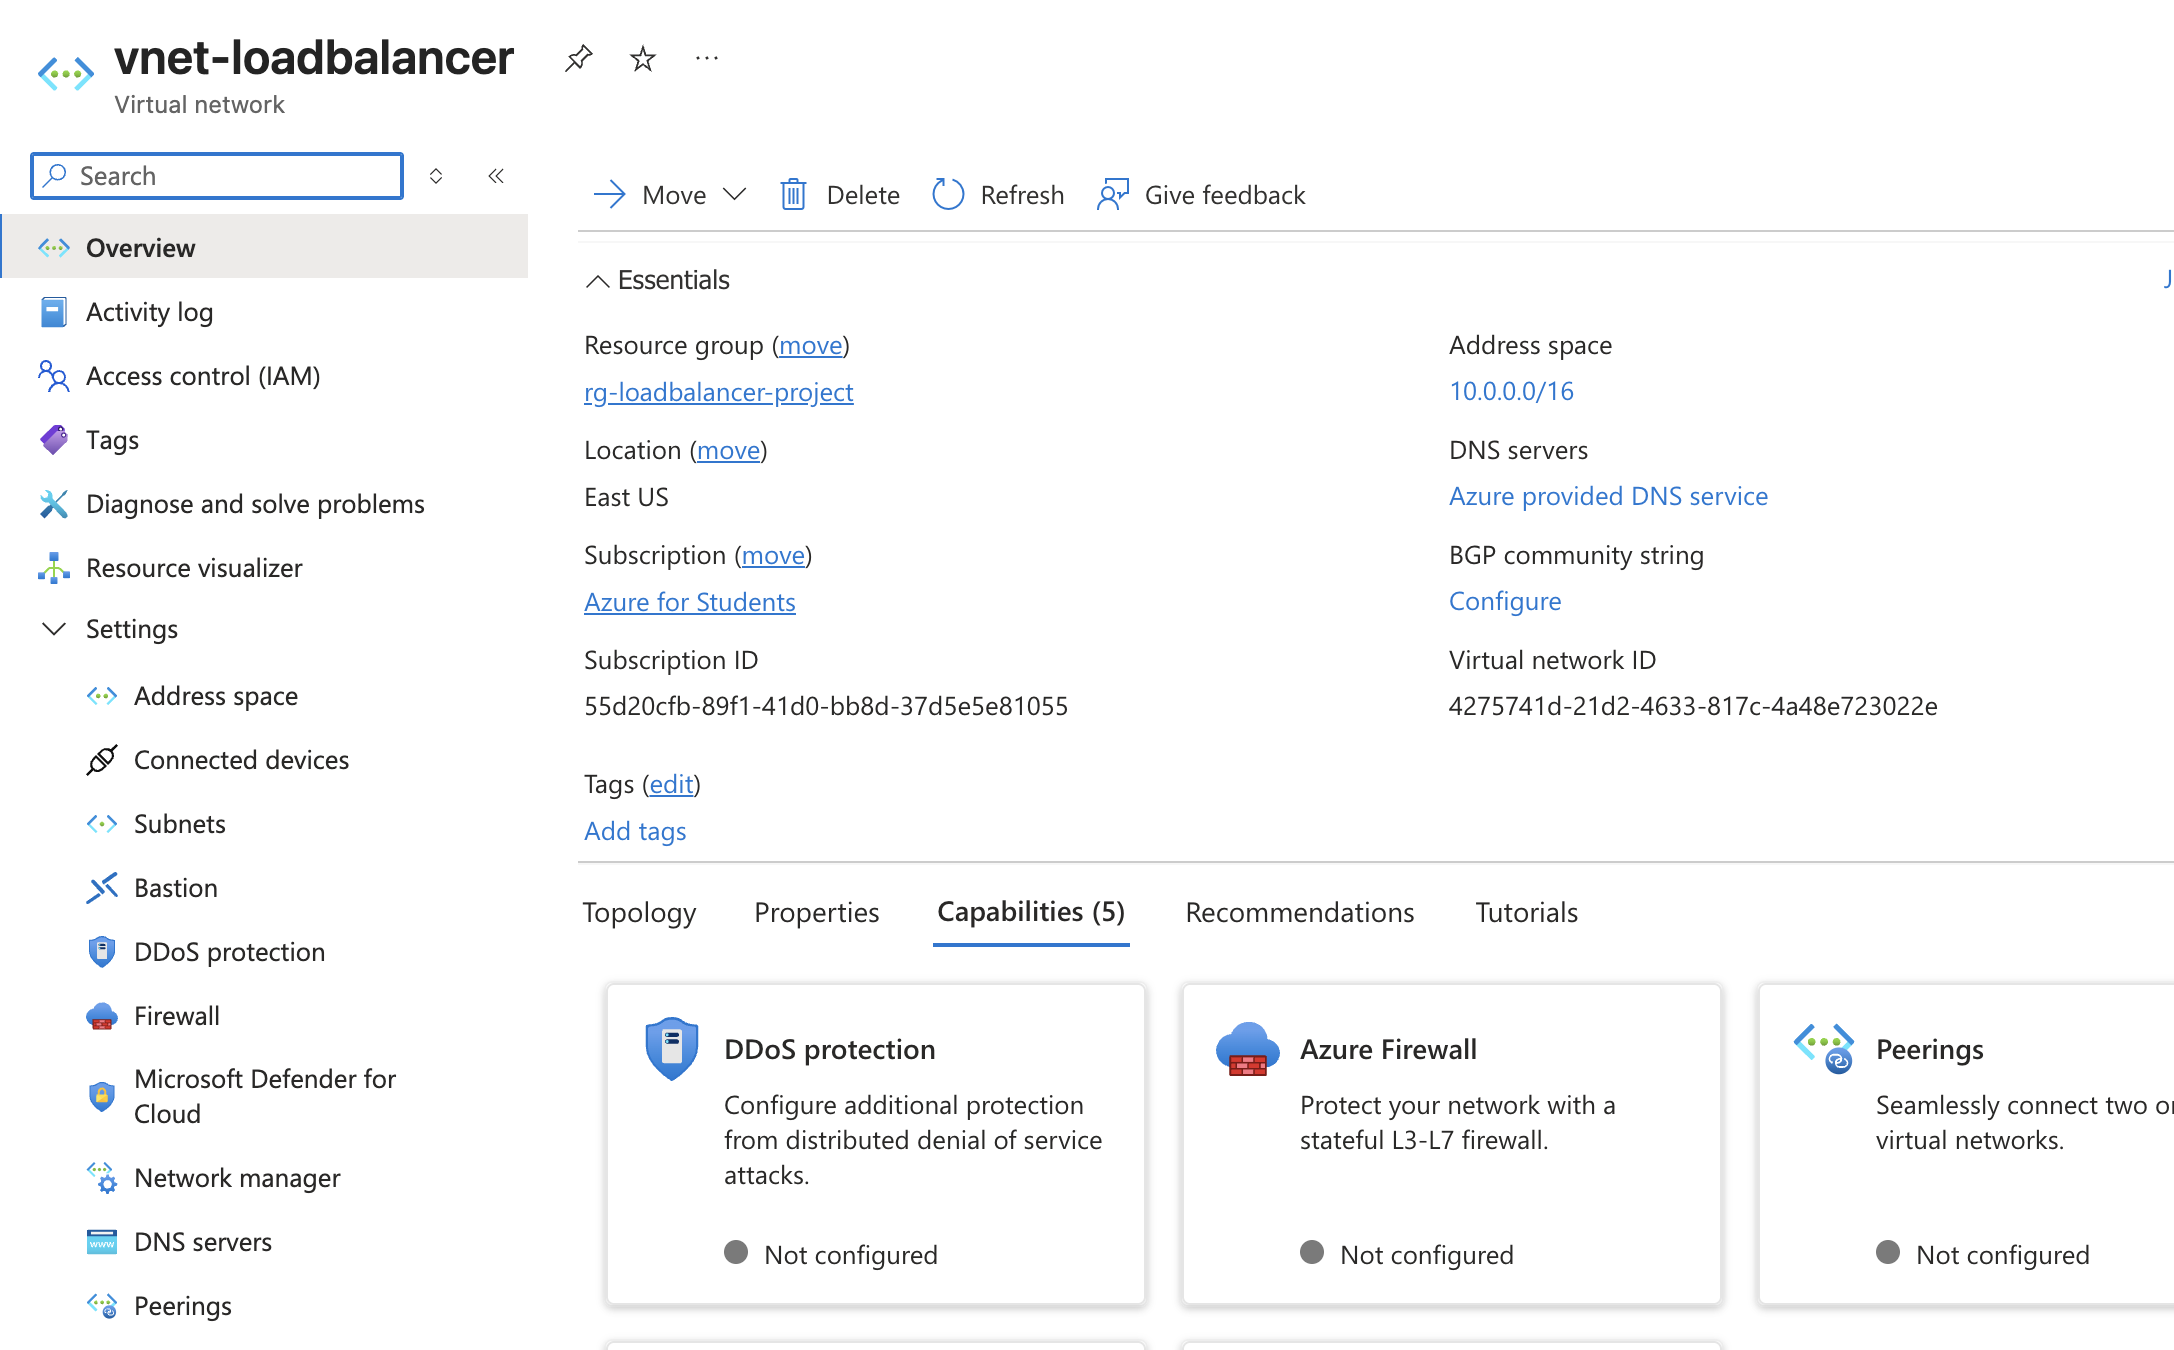 vnet-loadbalancer
Virtual network
Search
Overview
Activity log
Access control (IAM)
Tags
Diagnose and solve problems
Resource visualizer
Settings
Address space
Connected devices
Subnets
Bastion
DDoS protection
Firewall
Microsoft Defender for
Cloud
Network manager
DNS servers
Peerings
Move
Delete
Refresh
Give feedback
Essentials
J
Resource group (move)
rg-loadbalancer-project
Location (move)
East US
Subscription (move)
Azure for Students
Subscription ID
55d20cfb-89f1-41d0-bb8d-37d5e5e81055
Address space
10.0.0.0/16
DNS servers
Azure provided DNS service
BGP community string
Configure
Virtual network ID
4275741d-21d2-4633-817c-4a48e723022e
Tags (edit)
Add tags
Topology
Properties
Capabilities (5)
Recommendations
Tutorials
DDoS protection
Configure additional protection
from distributed denial of service
attacks.
Not configured
Azure Firewall
Protect your network with a
stateful L3-L7 firewall.
Not configured
Peerings
Seamlessly connect two or
virtual networks.
Not configured